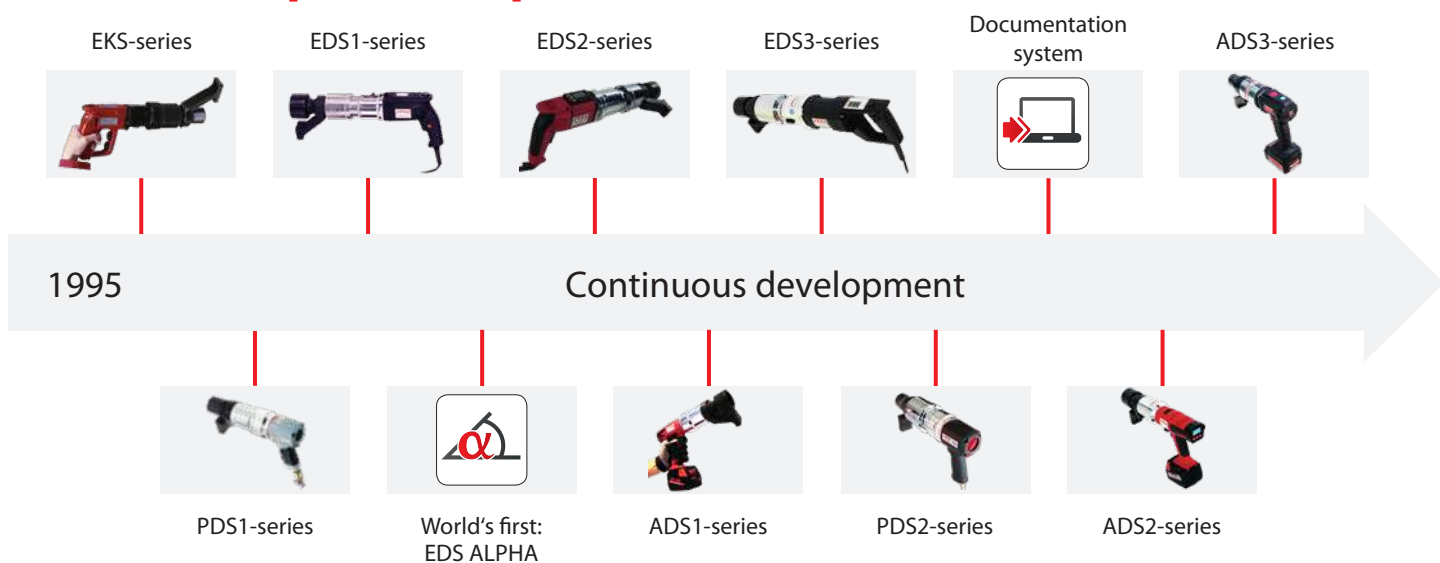 EKS-series
EDS1-series
EDS2-series
EDS3-series
Documentation
system
ADS3-series
1995
Continuous development
α
PDS1-series
World‘s first:
EDS ALPHA
ADS1-series
PDS2-series
ADS2-series